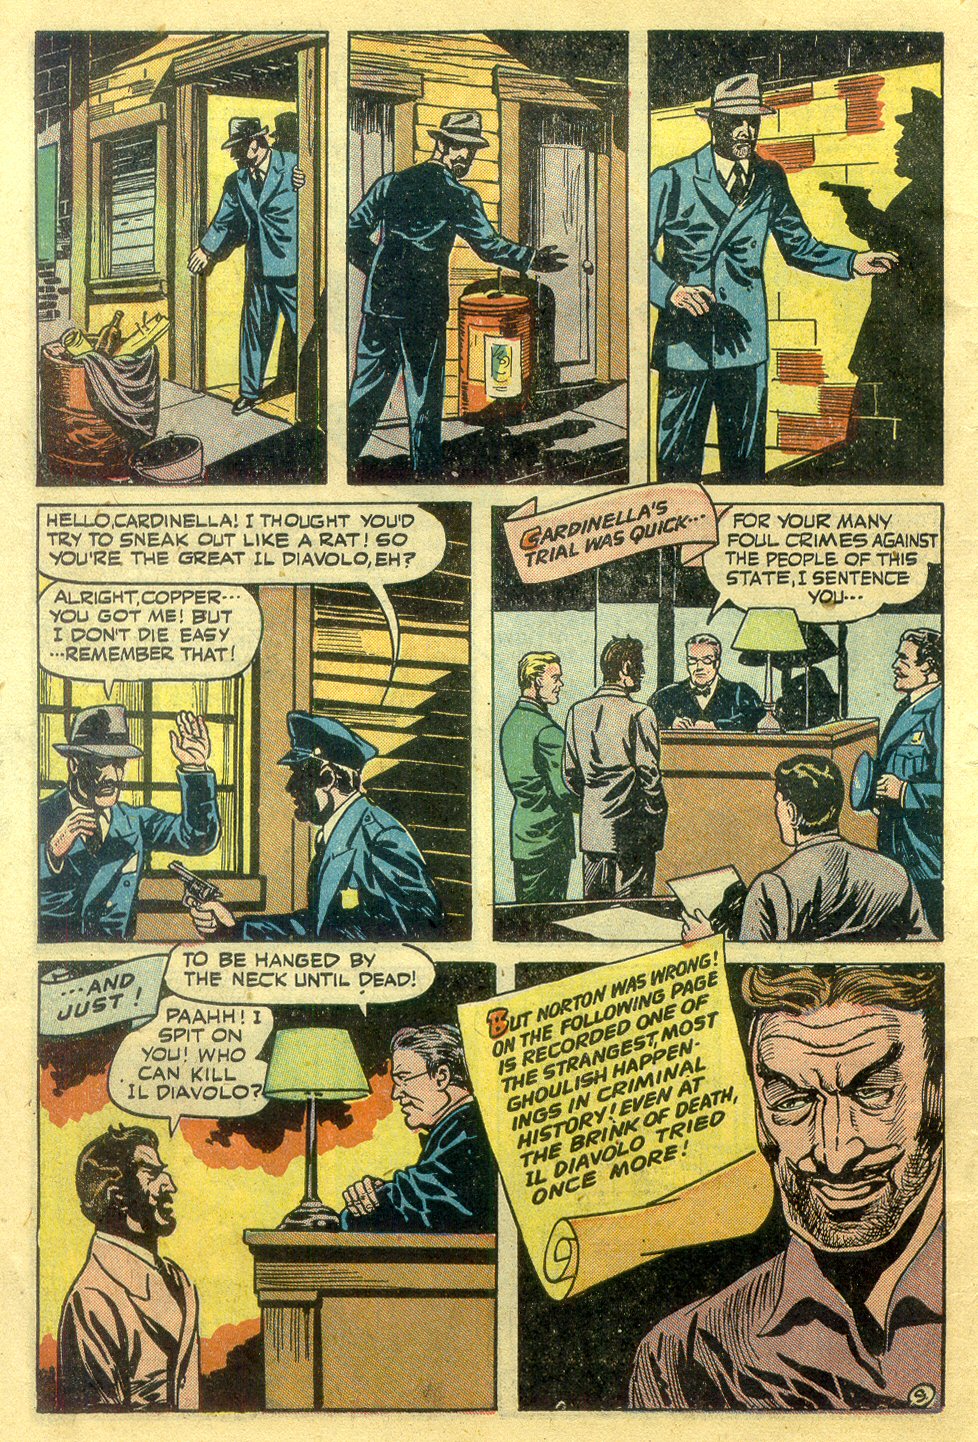 HELLO, CARDINELLA! I THOUGHT YOU'D
TRY TO SNEAK OUT LIKE A RAT! SO
YOU'RE THE GREAT IL DIAVOLO, EH?
ALRIGHT, COPPER---
YOU GOT ME! BUT
I DON'T DIE EASY
---REMEMBER THAT!
CARDINELLA'S
TRIAL WAS QUICK---
FOR YOUR MANY
FOUL CRIMES AGAINST
THE PEOPLE OF THIS
STATE, I SENTENCE
YOU---
---AND
JUST!
TO BE HANGED BY
THE NECK UNTIL DEAD!
PAAHH! I
SPIT ON
YOU! WHO
CAN KILL
IL DIAVOLO?
BUT NORTON WAS WRONG!
ON THE FOLLOWING PAGE
IS RECORDED ONE OF
THE STRANGEST, MOST
GHOULISH HAPPEN-
INGS IN CRIMINAL
HISTORY! EVEN AT
THE BRINK OF DEATH,
IL DIAVOLO TRIED
ONCE MORE!
9